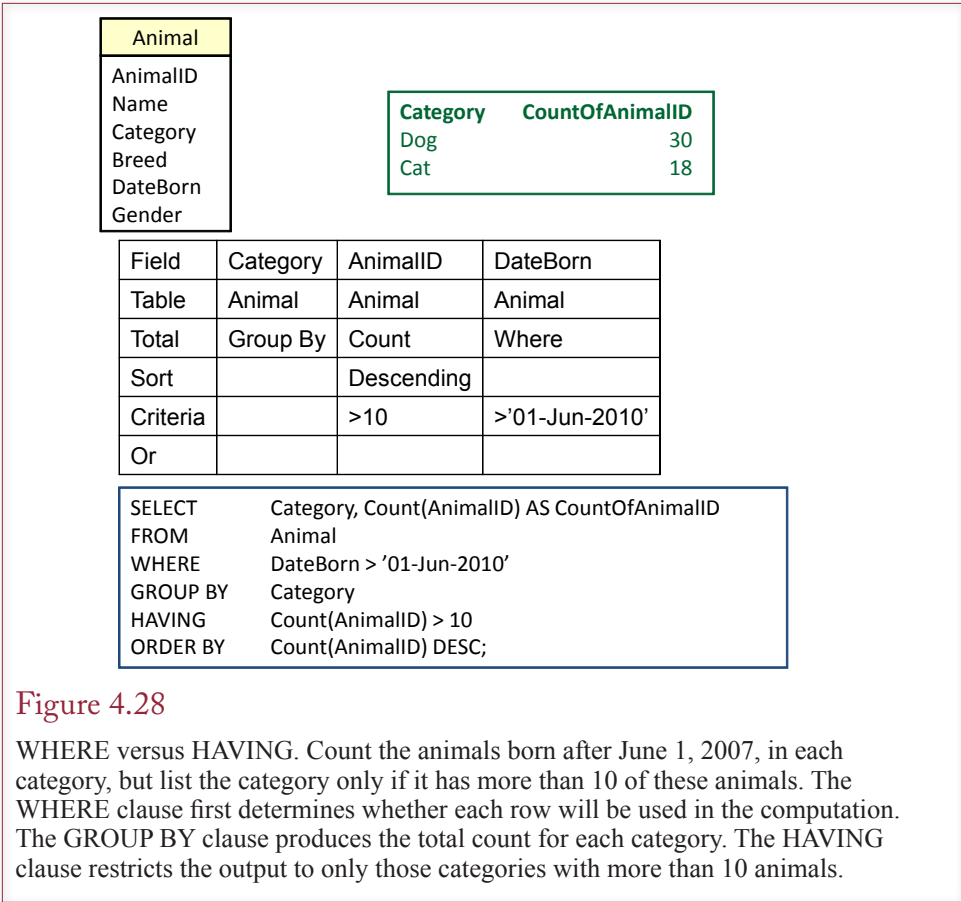 Animal
AnimalID
Name
Category
Breed
DateBorn
Gender
Category CountOfAnimalID
Dog 30
Cat 18
Field Category AnimalID DateBorn
Table Animal Animal Animal
Total Group By Count Where
Sort Descending
Criteria >10 >’01-Jun-2010’
Or
SELECT Category, Count(AnimalID) AS CountOfAnimalID
FROM Animal
WHERE DateBorn > ’01-Jun-2010’
GROUP BY Category
HAVING Count(AnimalID) > 10
ORDER BY Count(AnimalID) DESC;
Figure 4.28
WHERE versus HAVING. Count the animals born after June 1, 2007, in each
category, but list the category only if it has more than 10 of these animals. The
WHERE clause first determines whether each row will be used in the computation.
The GROUP BY clause produces the total count for each category. The HAVING
clause restricts the output to only those categories with more than 10 animals.